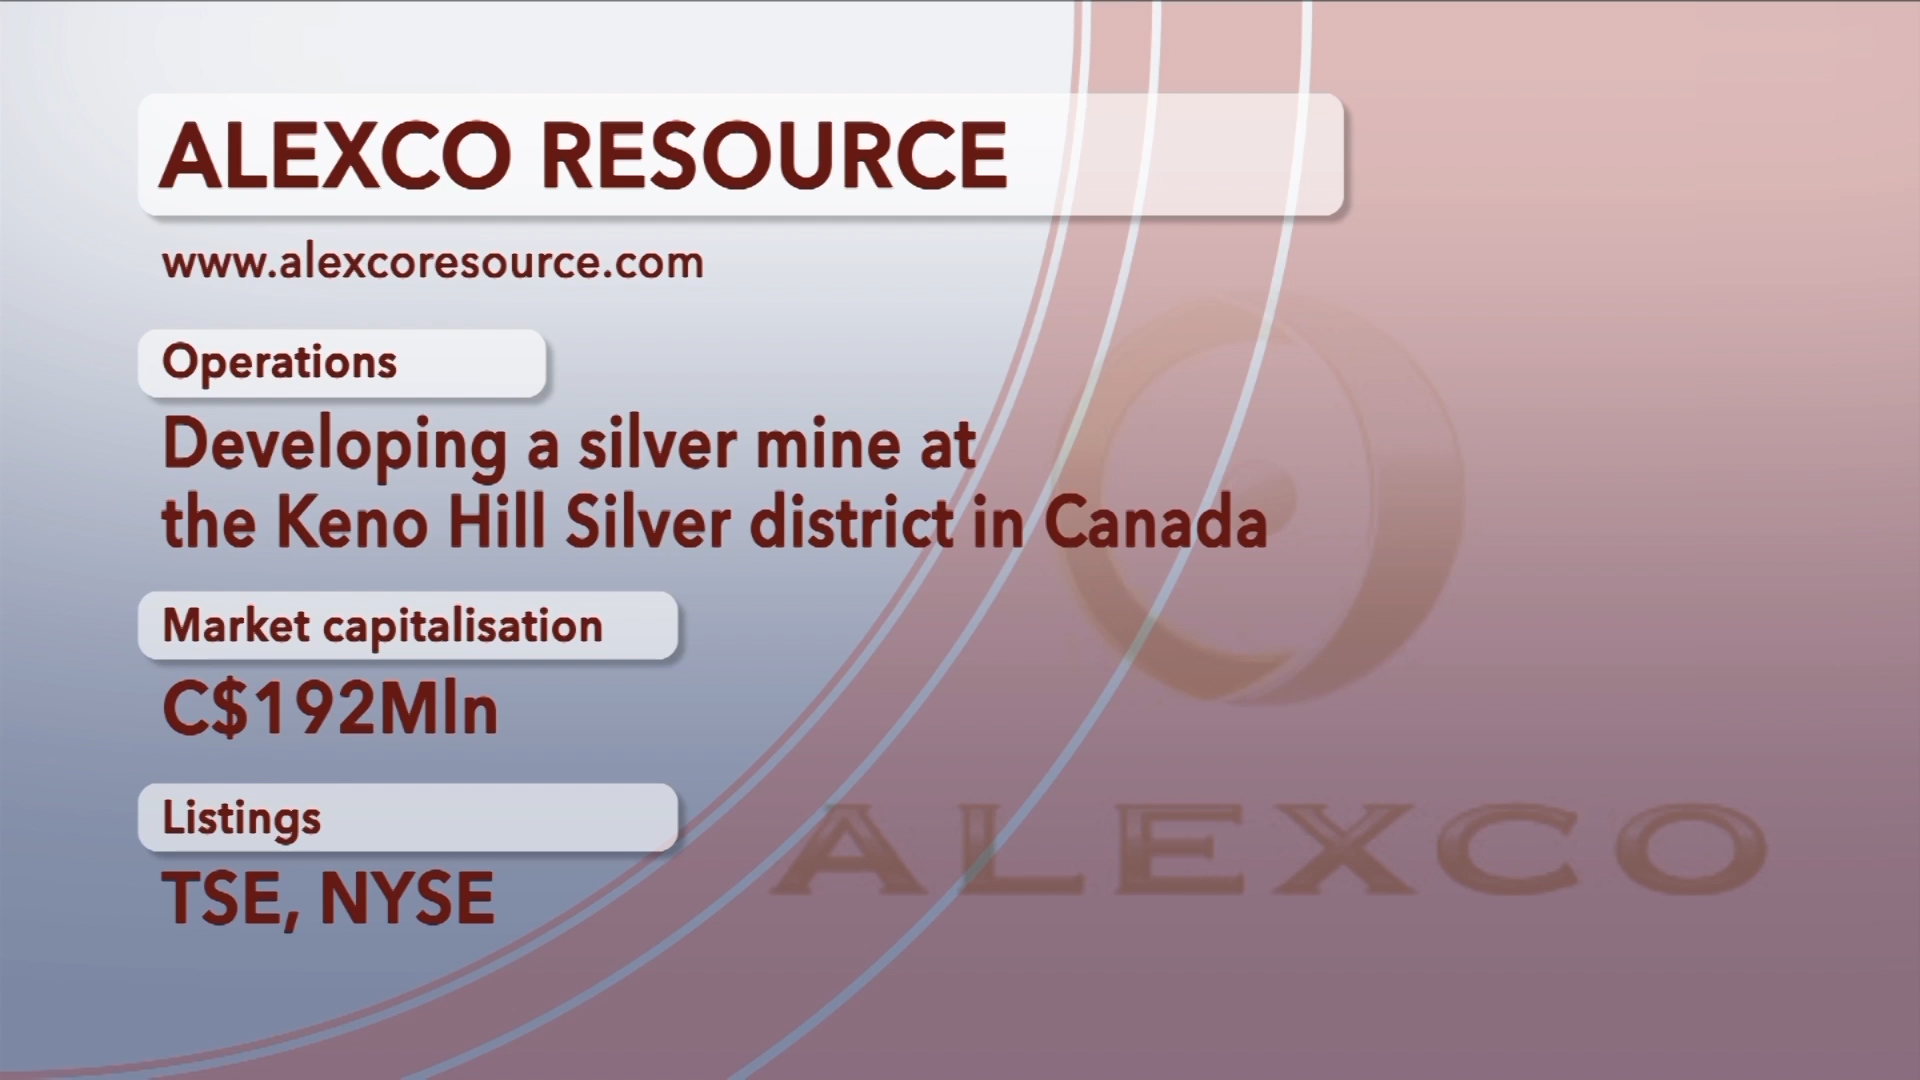 ALEXCO RESOURCE
www.alexcoresource.com
Operations
Developing a silver mine at
the Keno Hill Silver district in Canada
Market capitalisation
C$192Mln
Listings
TSE, NYSE
ALEXCO